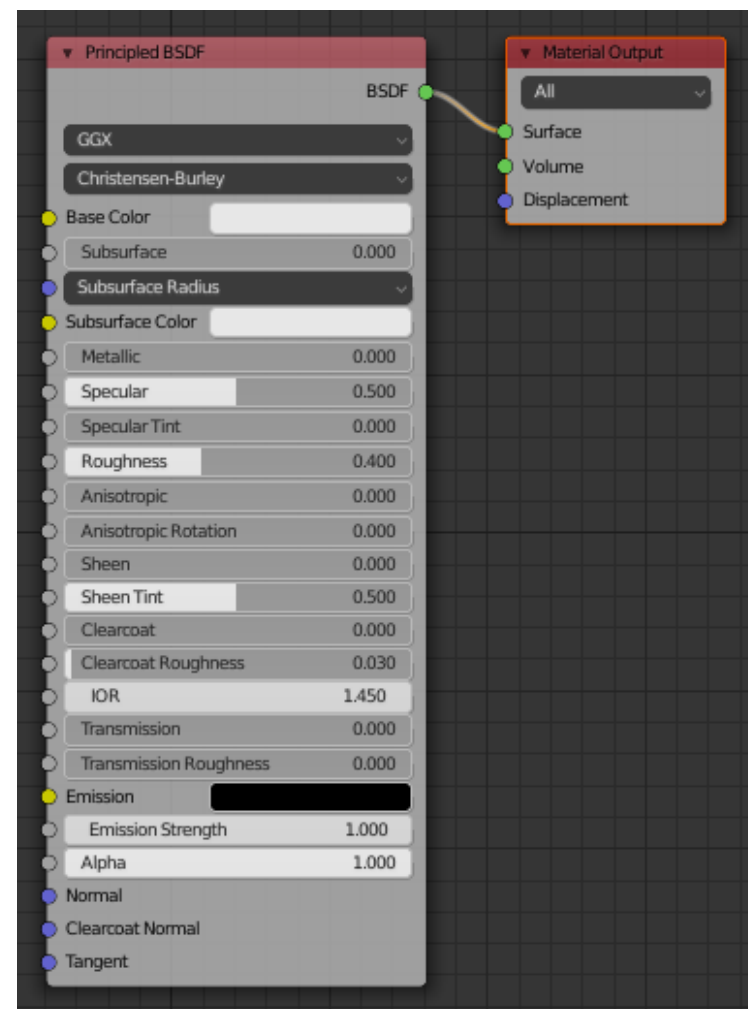 Principled BSDF
BSDF
GGX
Christensen-Burley
Base Color
Subsurface 0.000
Subsurface Radius
Subsurface Color
Metallic 0.000
Specular 0.500
Specular Tint 0.000
Roughness 0.400
Anisotropic 0.000
Anisotropic Rotation 0.000
Sheen 0.000
Sheen Tint 0.500
Clearcoat 0.000
Clearcoat Roughness 0.030
IOR 1.450
Transmission 0.000
Transmission Roughness 0.000
Emission
Emission Strength 1.000
Alpha 1.000
Normal
Clearcoat Normal
Tangent
Material Output
All
Surface
Volume
Displacement